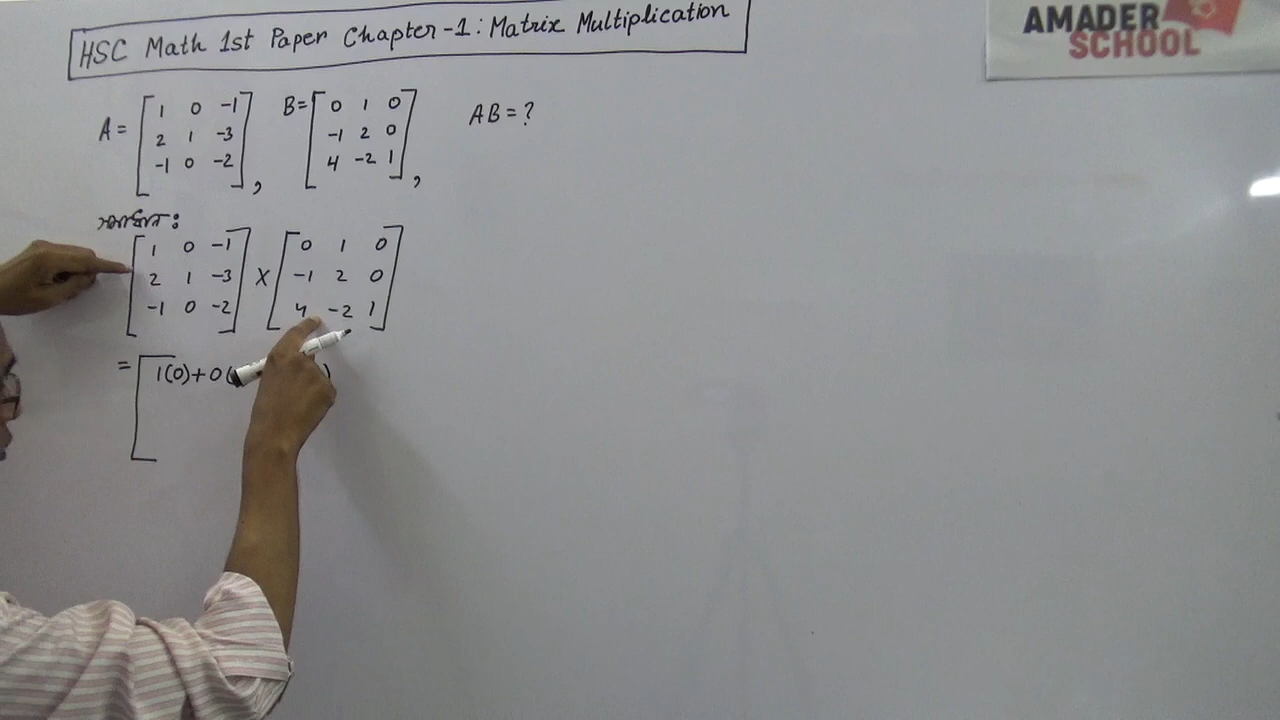 HSC Math 1st Paper Chapter-1: Matrix Multiplication
AMADER
SCHOOL
A = [1 0 -1
2 1 -3
-1 0 -2],
B = [0 1 0
-1 2 0
4 -2 1],
AB = ?
সমাধান:
[1 0 -1
2 1 -3
-1 0 -2] X [0 1 0
-1 2 0
4 -2 1]
= [1(0)+0( )